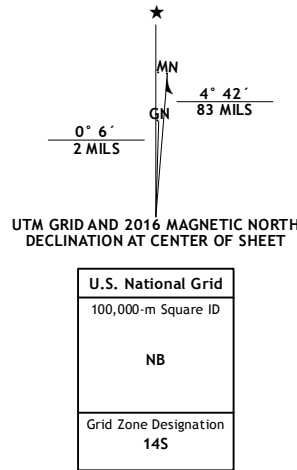 ★
MN
4° 42´
83 MILS
GN
0° 6´
2 MILS
UTM GRID AND 2016 MAGNETIC NORTH
DECLINATION AT CENTER OF SHEET
U.S. National Grid
100,000-m Square ID
NB
Grid Zone Designation
14S